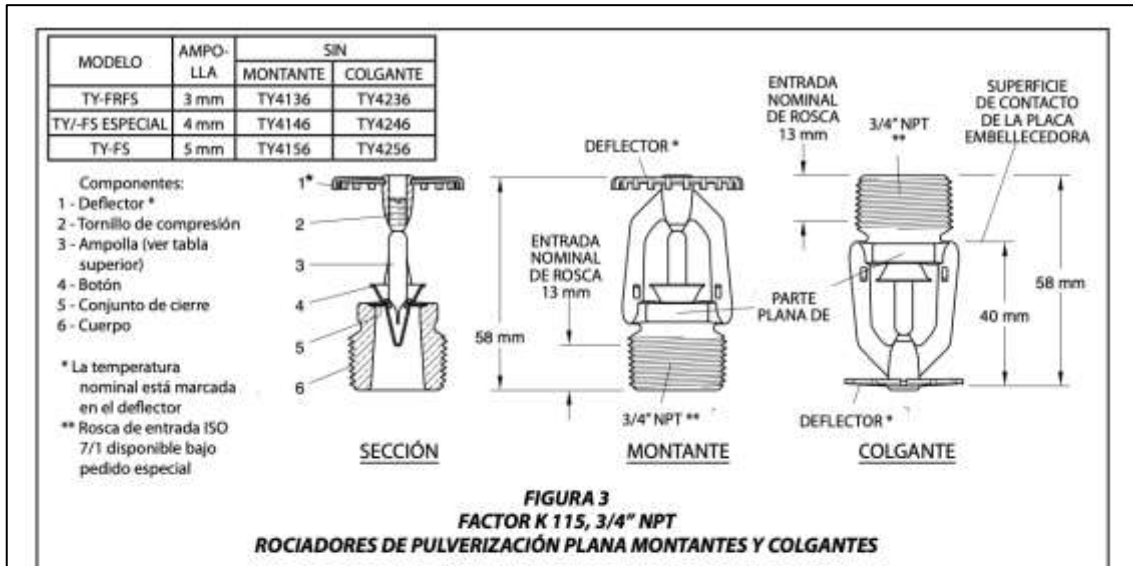 MODELO AMPO-LLA SIN
MONTANTE COLGANTE
TY-FRFS 3 mm TY4136 TY4236
TY/-FS ESPECIAL 4 mm TY4146 TY4246
TY-FS 5 mm TY4156 TY4256
Componentes:
1 - Deflector *
2 - Tornillo de compresión
3 - Ampolla (ver tabla
superior)
4 - Botón
5 - Conjunto de cierre
6 - Cuerpo
* La temperatura
nominal está marcada
en el deflector
** Rosca de entrada ISO
7/1 disponible bajo
pedido especial
1*
2
3
4
5
6
SECCIÓN
58 mm
DEFLECTOR *
ENTRADA
NOMINAL
DE ROSCA
13 mm
3/4" NPT **
MONTANTE
PARTE
PLANA DE
ENTRADA
NOMINAL
DE ROSCA
13 mm
3/4" NPT
**
SUPERFICIE
DE CONTACTO
DE LA PLACA
EMBELLECEDORA
40 mm
58 mm
DEFLECTOR *
COLGANTE
FIGURA 3
FACTOR K 115, 3/4" NPT
ROCIADORES DE PULVERIZACIÓN PLANA MONTANTES Y COLGANTES